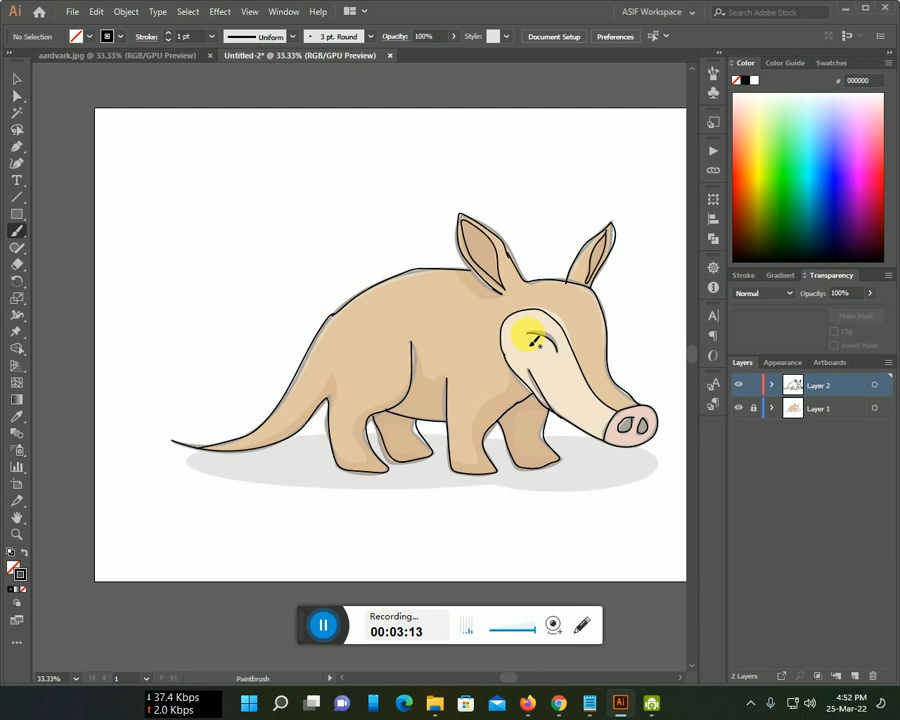 Ai File Edit Object Type Select Effect View Window Help ASIF Workspace Search Adobe Stock
No Selection Stroke: 1 pt Uniform 3 pt. Round Opacity: 100% Style: Document Setup Preferences
aardvark.jpg @ 33.33% (RGB/GPU Preview) × Untitled-2* @ 33.33% (RGB/GPU Preview) ×
Color Color Guide Swatches
# 000000
Stroke Gradient Transparency
Normal Opacity: 100%
Make Mask
Clip
Invert Mask
Layers Appearance Artboards
Layer 2
Layer 1
Recording...
00:03:13
33.33% 1 Paintbrush 2 Layers
37.4 Kbps
2.0 Kbps
Ai
4:52 PM
25-Mar-22